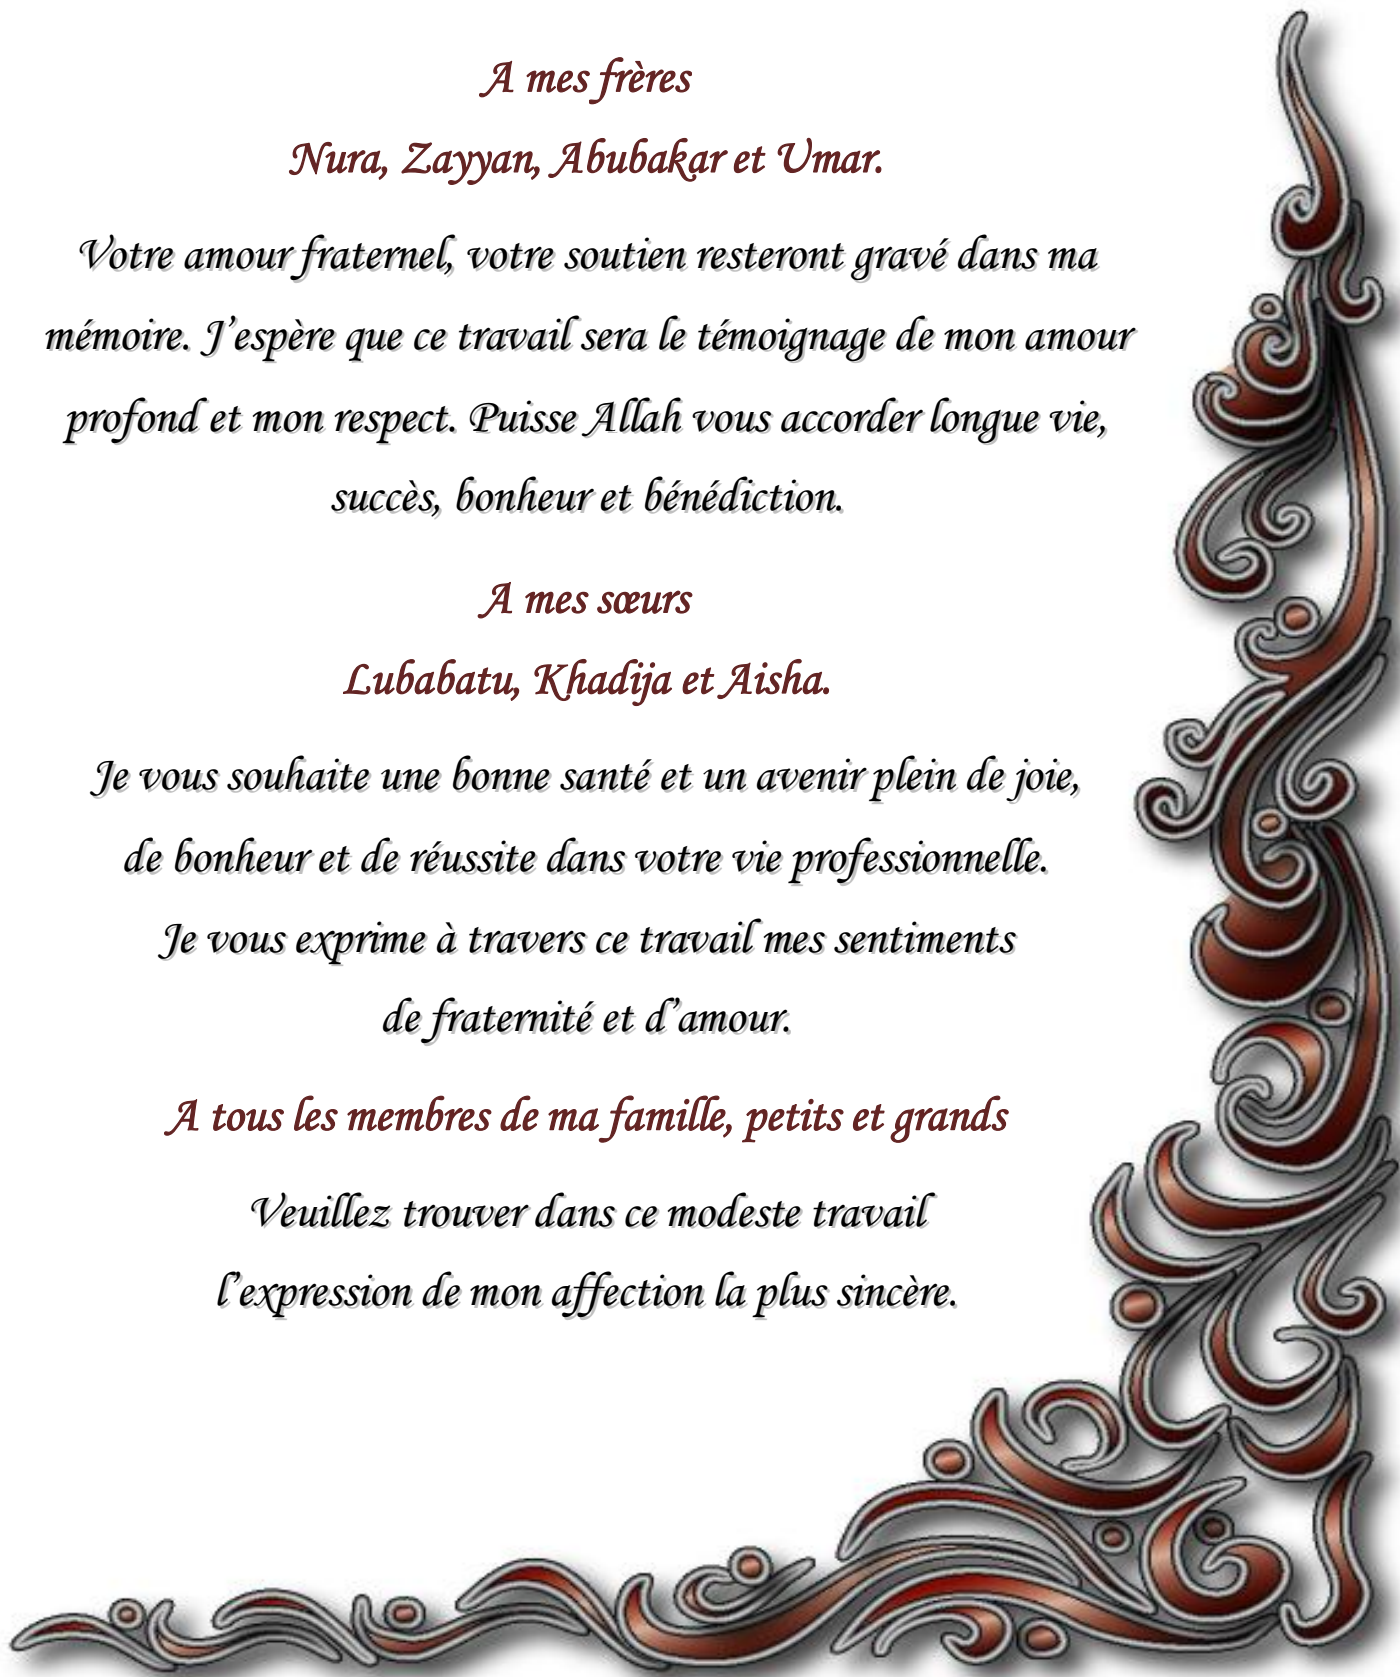 A mes frères
Nura, Zayyan, Abubakar et Umar.
Votre amour fraternel, votre soutien resteront gravé dans ma
mémoire. J’espère que ce travail sera le témoignage de mon amour
profond et mon respect. Puisse Allah vous accorder longue vie,
succès, bonheur et bénédiction.
A mes sœurs
Lubabatu, Khadija et Aisha.
Je vous souhaite une bonne santé et un avenir plein de joie,
de bonheur et de réussite dans votre vie professionnelle.
Je vous exprime à travers ce travail mes sentiments
de fraternité et d’amour.
A tous les membres de ma famille, petits et grands
Veuillez trouver dans ce modeste travail
l’expression de mon affection la plus sincère.